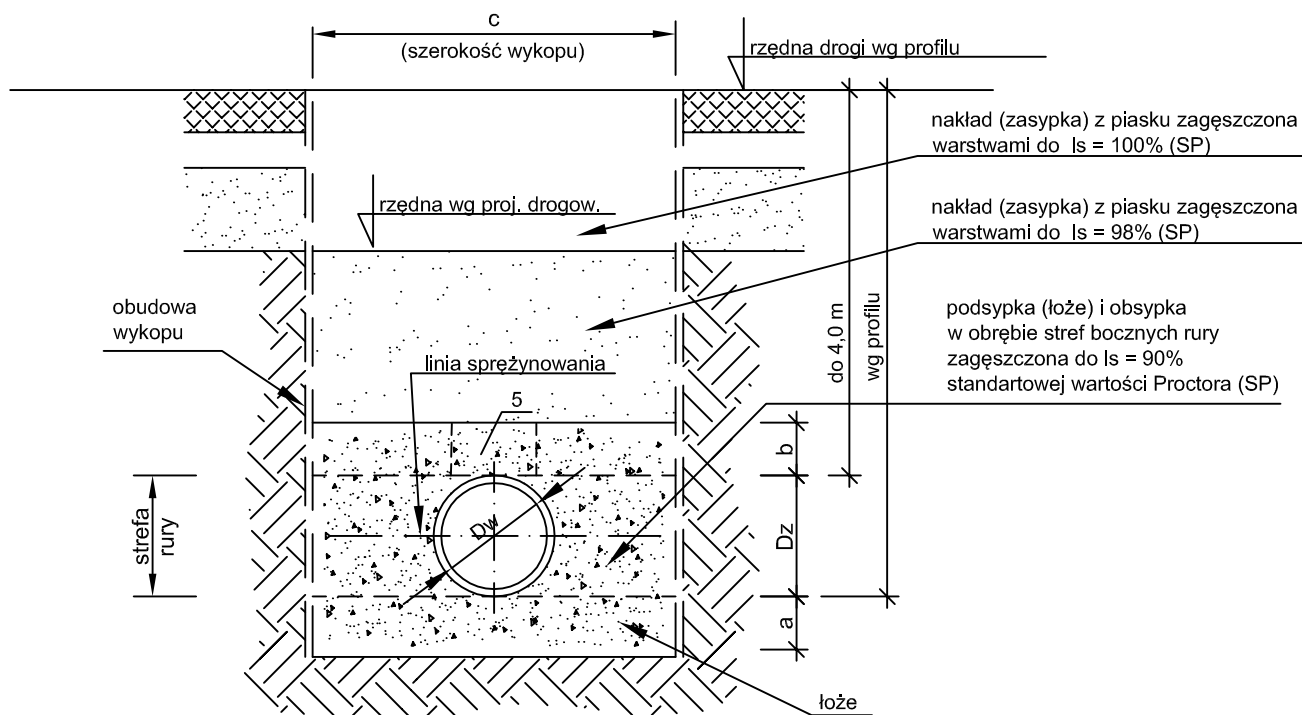 c
(szerokość wykopu)
rzędna drogi wg profilu
nakład (zasypka) z piasku zagęszczona
warstwami do Is = 100% (SP)
rzędna wg proj. drogow.
nakład (zasypka) z piasku zagęszczona
warstwami do Is = 98% (SP)
obudowa
wykopu
podsypka (łoże) i obsypka
w obrębie stref bocznych rury
zagęszczona do Is = 90%
standartowej wartości Proctora (SP)
do 4,0 m
wg profilu
linia sprężynowania
5
b
strefa
rury
Dw
Dz
a
łoże